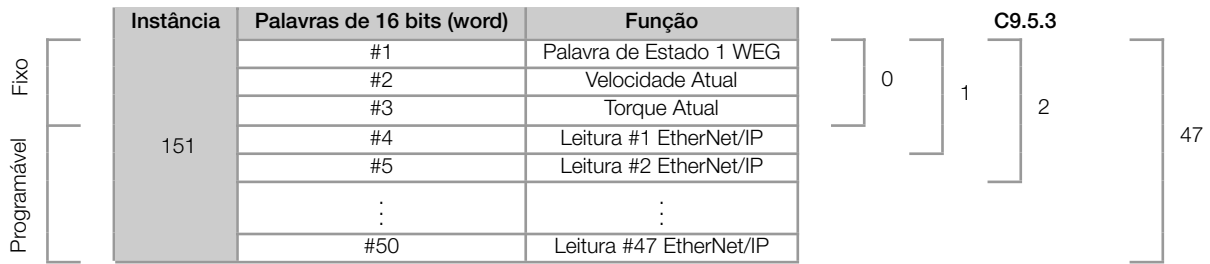 Instância Palavras de 16 bits (word) Função C9.5.3
Fixo
#1 Palavra de Estado 1 WEG
#2 Velocidade Atual
#3 Torque Atual
Programável
151
#4 Leitura #1 EtherNet/IP
#5 Leitura #2 EtherNet/IP
#50 Leitura #47 EtherNet/IP
0
1
2
47